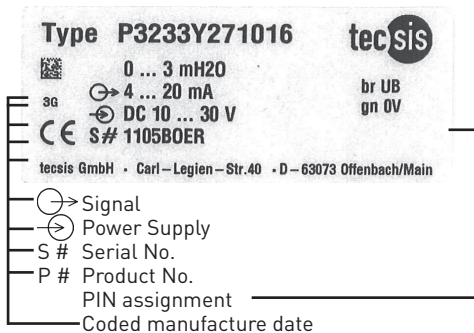 Type P3233Y271016
tecsis
0 ... 3 mH2O
4 ... 20 mA
br UB
3G
DC 10 ... 30 V
gn 0V
CE S# 1105BOER
tecsis GmbH · Carl-Legien-Str.40 · D-63073 Offenbach/Main
Signal
Power Supply
S # Serial No.
P # Product No.
PIN assignment
Coded manufacture date